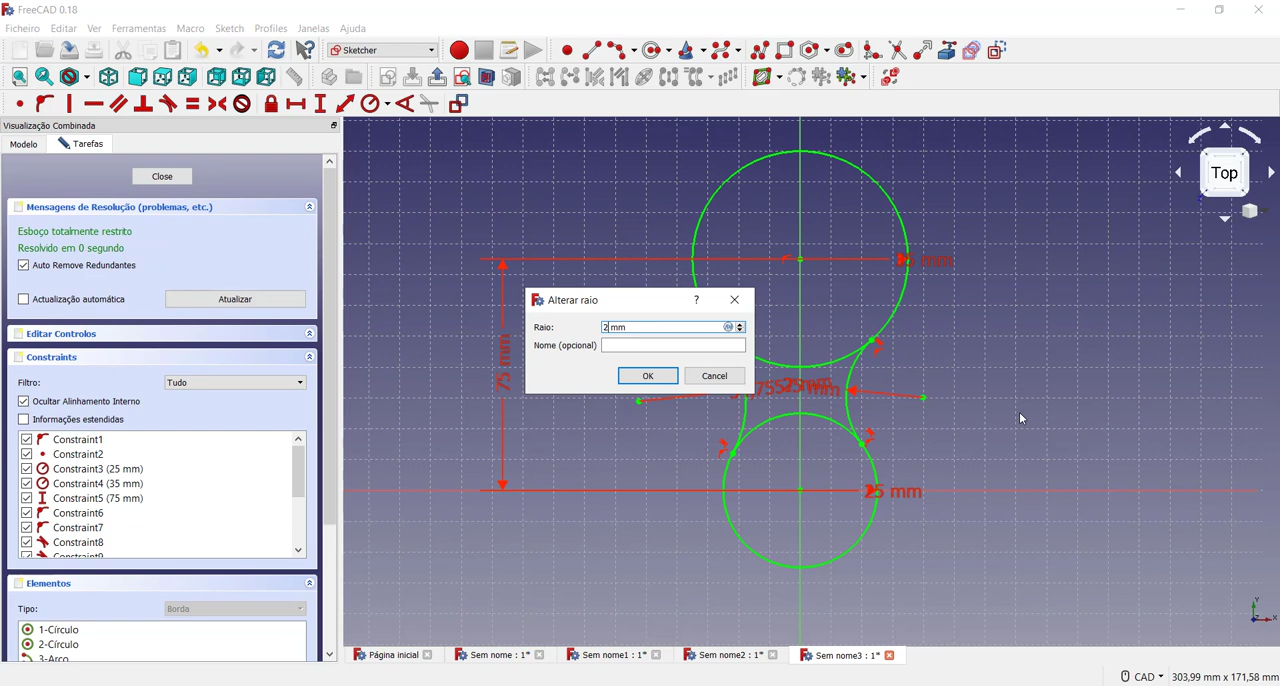 FreeCAD 0.18
Ficheiro Editar Ver Ferramentas Macro Sketch Profiles Janelas Ajuda
Sketcher
Visualização Combinada
Modelo Tarefas
Close
Mensagens de Resolução (problemas, etc.)
Esboço totalmente restrito
Resolvido em 0 segundo
Auto Remove Redundantes
Actualização automática Atualizar
Editar Controlos
Constraints
Filtro: Tudo
Ocultar Alinhamento Interno
Informações estendidas
Constraint1
Constraint2
Constraint3 (25 mm)
Constraint4 (35 mm)
Constraint5 (75 mm)
Constraint6
Constraint7
Constraint8
Constraint9
Elementos
Tipo: Borda
1-Círculo
2-Círculo
3-Arco
Top
mm
Alterar raio ?
Raio: 2 mm
Nome (opcional)
OK Cancel
75 mm
25 mm
Y
Z X
Página inicial Sem nome : 1* Sem nome1 : 1* Sem nome2 : 1* Sem nome3 : 1*
CAD 303,99 mm x 171,58 mm